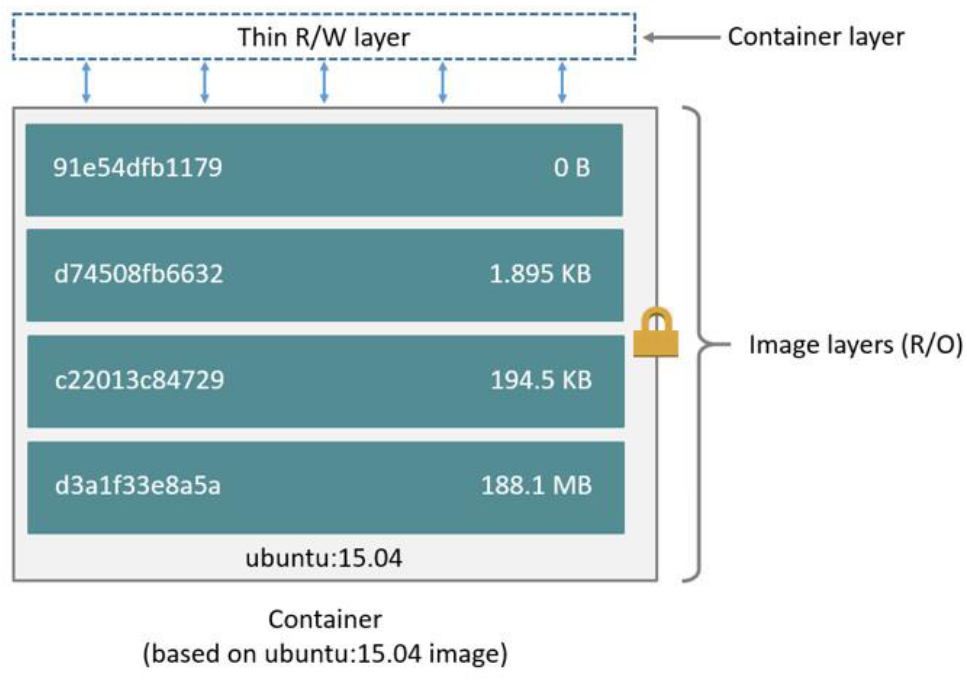 Thin R/W layer
Container layer
91e54dfb1179 0 B
d74508fb6632 1.895 KB
c22013c84729 194.5 KB
Image layers (R/O)
d3a1f33e8a5a 188.1 MB
ubuntu:15.04
Container
(based on ubuntu:15.04 image)